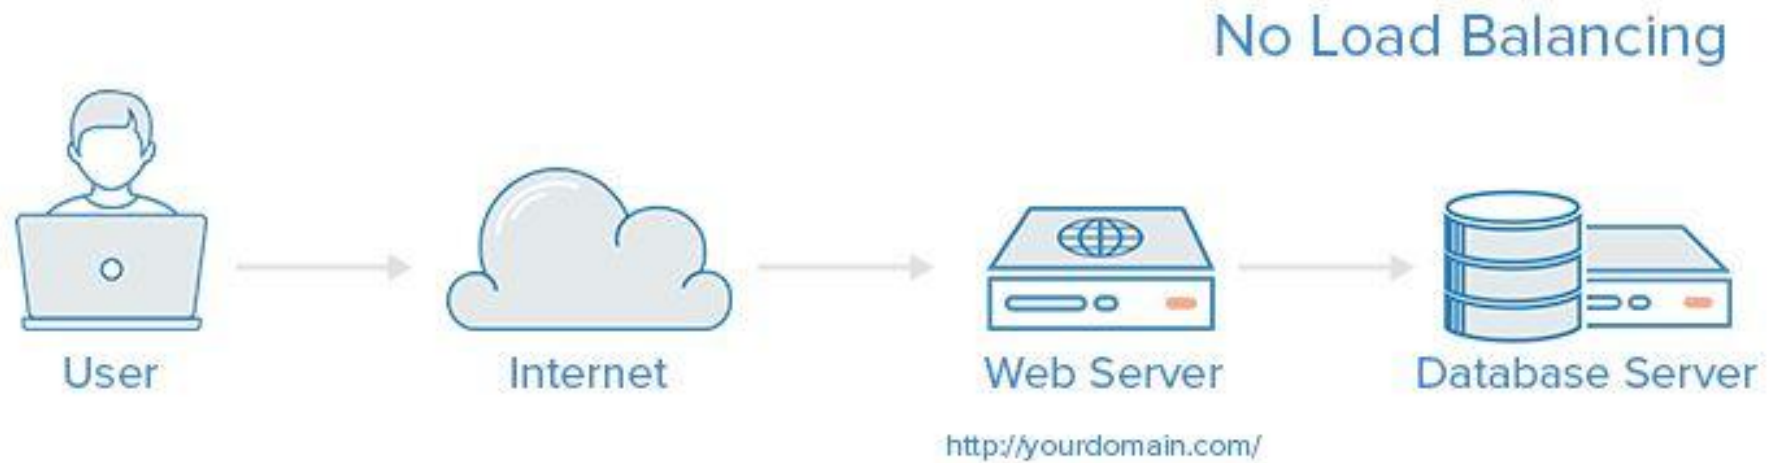 No Load Balancing
User
Internet
Web Server
Database Server
http://yourdomain.com/